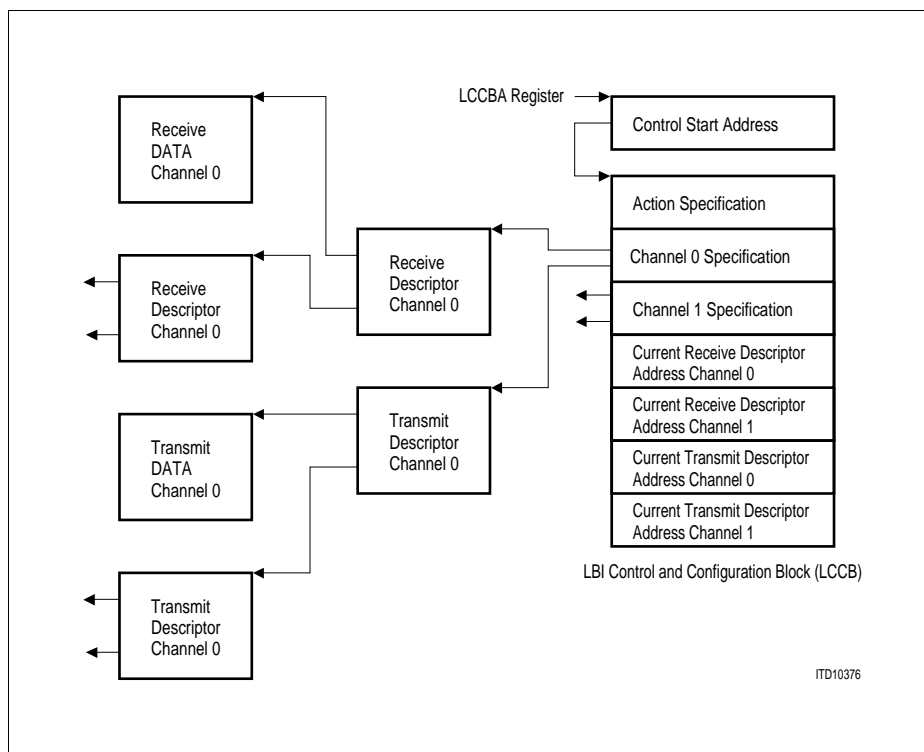 LCCBA Register
Control Start Address
Receive
DATA
Channel 0
Action Specification
Receive
Descriptor
Channel 0
Channel 0 Specification
Receive
Descriptor
Channel 0
Channel 1 Specification
Current Receive Descriptor
Address Channel 0
Transmit
Descriptor
Channel 0
Current Receive Descriptor
Address Channel 1
Transmit
DATA
Channel 0
Current Transmit Descriptor
Address Channel 0
Current Transmit Descriptor
Address Channel 1
LBI Control and Configuration Block (LCCB)
Transmit
Descriptor
Channel 0
ITD10376